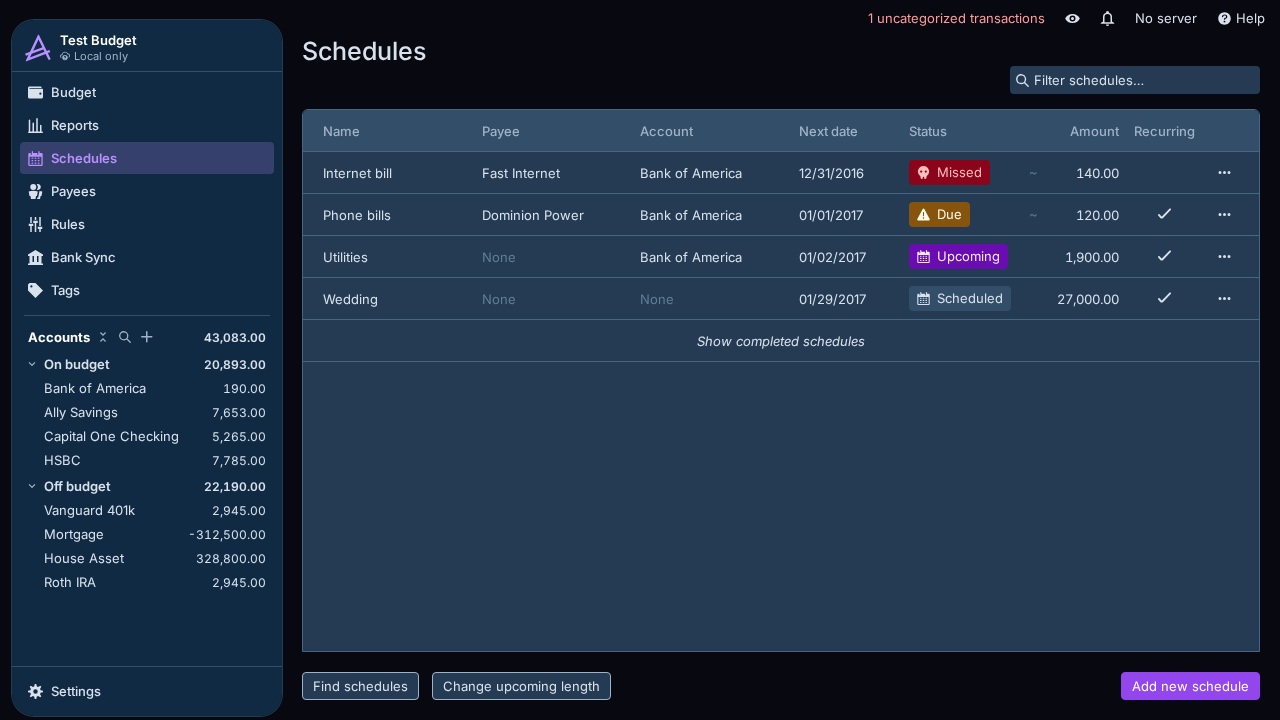 1 uncategorized transactions
No server
Help
Test Budget
Local only
Budget
Reports
Schedules
Payees
Rules
Bank Sync
Tags
Accounts 43,083.00
On budget 20,893.00
Bank of America 190.00
Ally Savings 7,653.00
Capital One Checking 5,265.00
HSBC 7,785.00
Off budget 22,190.00
Vanguard 401k 2,945.00
Mortgage -312,500.00
House Asset 328,800.00
Roth IRA 2,945.00
Settings
Schedules
Filter schedules...
Name Payee Account Next date Status Amount Recurring
Internet bill Fast Internet Bank of America 12/31/2016 Missed ~ 140.00
Phone bills Dominion Power Bank of America 01/01/2017 Due ~ 120.00
Utilities None Bank of America 01/02/2017 Upcoming 1,900.00
Wedding None None 01/29/2017 Scheduled 27,000.00
Show completed schedules
Find schedules
Change upcoming length
Add new schedule